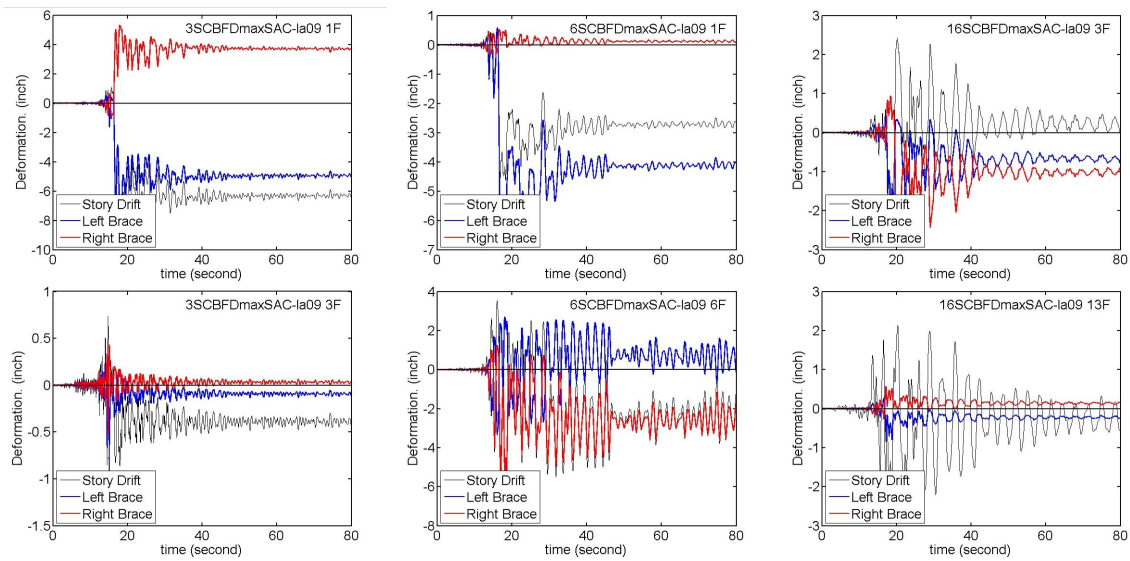 3SCBFDmaxSAC-la09 1F
Deformation. (inch)
6
4
2
0
-2
-4
-6
-8
-10
Story Drift
Left Brace
Right Brace
0 20 40 60 80
time (second)
6SCBFDmaxSAC-la09 1F
Deformation. (inch)
1
0
-1
-2
-3
-4
-5
-6
-7
Story Drift
Left Brace
Right Brace
0 20 40 60 80
time (second)
16SCBFDmaxSAC-la09 3F
Deformation. (inch)
3
2
1
0
-1
-2
-3
Story Drift
Left Brace
Right Brace
0 20 40 60 80
time (second)
3SCBFDmaxSAC-la09 3F
Deformation. (inch)
1
0.5
0
-0.5
-1
-1.5
Story Drift
Left Brace
Right Brace
0 20 40 60 80
time (second)
6SCBFDmaxSAC-la09 6F
Deformation. (inch)
4
2
0
-2
-4
-6
-8
Story Drift
Left Brace
Right Brace
0 20 40 60 80
time (second)
16SCBFDmaxSAC-la09 13F
Deformation. (inch)
3
2
1
0
-1
-2
-3
Story Drift
Left Brace
Right Brace
0 20 40 60 80
time (second)